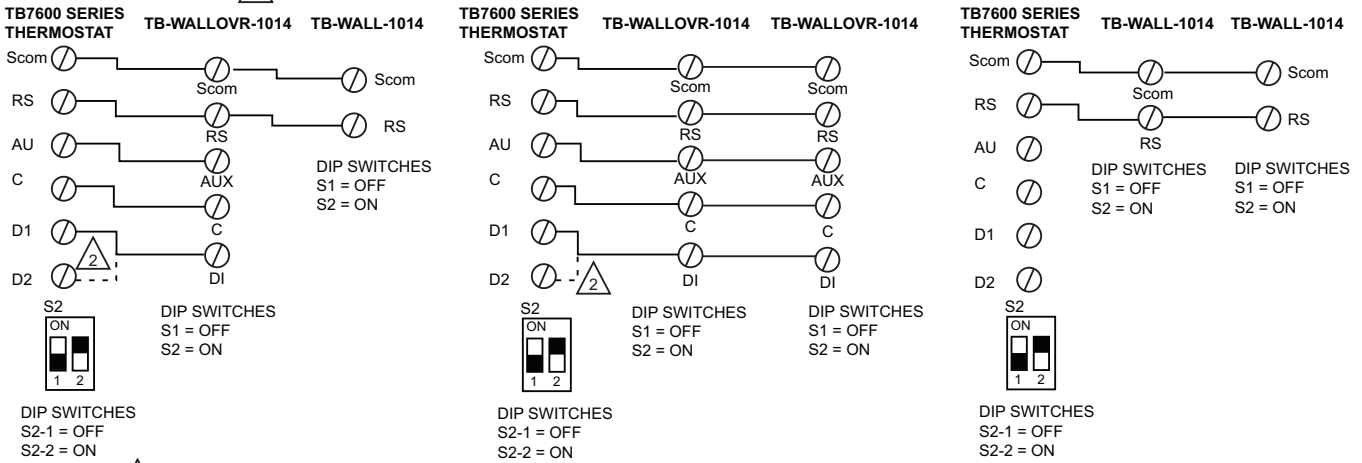 TB7600 SERIES
THERMOSTAT
TB-WALLOVR-1014
TB-WALL-1014
Scom
Scom
Scom
RS
RS
RS
AU
AUX
DIP SWITCHES
S1 = OFF
S2 = ON
C
C
D1
2
DI
D2
S2
ON
1 2
DIP SWITCHES
S1 = OFF
S2 = ON
DIP SWITCHES
S2-1 = OFF
S2-2 = ON
TB7600 SERIES
THERMOSTAT
TB-WALLOVR-1014
TB-WALLOVR-1014
Scom
Scom
Scom
RS
RS
RS
AU
AUX
AUX
C
C
C
D1
D2
2
DI
DI
S2
ON
1 2
DIP SWITCHES
S1 = OFF
S2 = ON
DIP SWITCHES
S1 = OFF
S2 = ON
DIP SWITCHES
S2-1 = OFF
S2-2 = ON
TB7600 SERIES
THERMOSTAT
TB-WALL-1014
TB-WALL-1014
Scom
Scom
Scom
RS
RS
RS
AU
C
D1
D2
DIP SWITCHES
S1 = OFF
S2 = ON
DIP SWITCHES
S1 = OFF
S2 = ON
S2
ON
1 2
DIP SWITCHES
S2-1 = OFF
S2-2 = ON